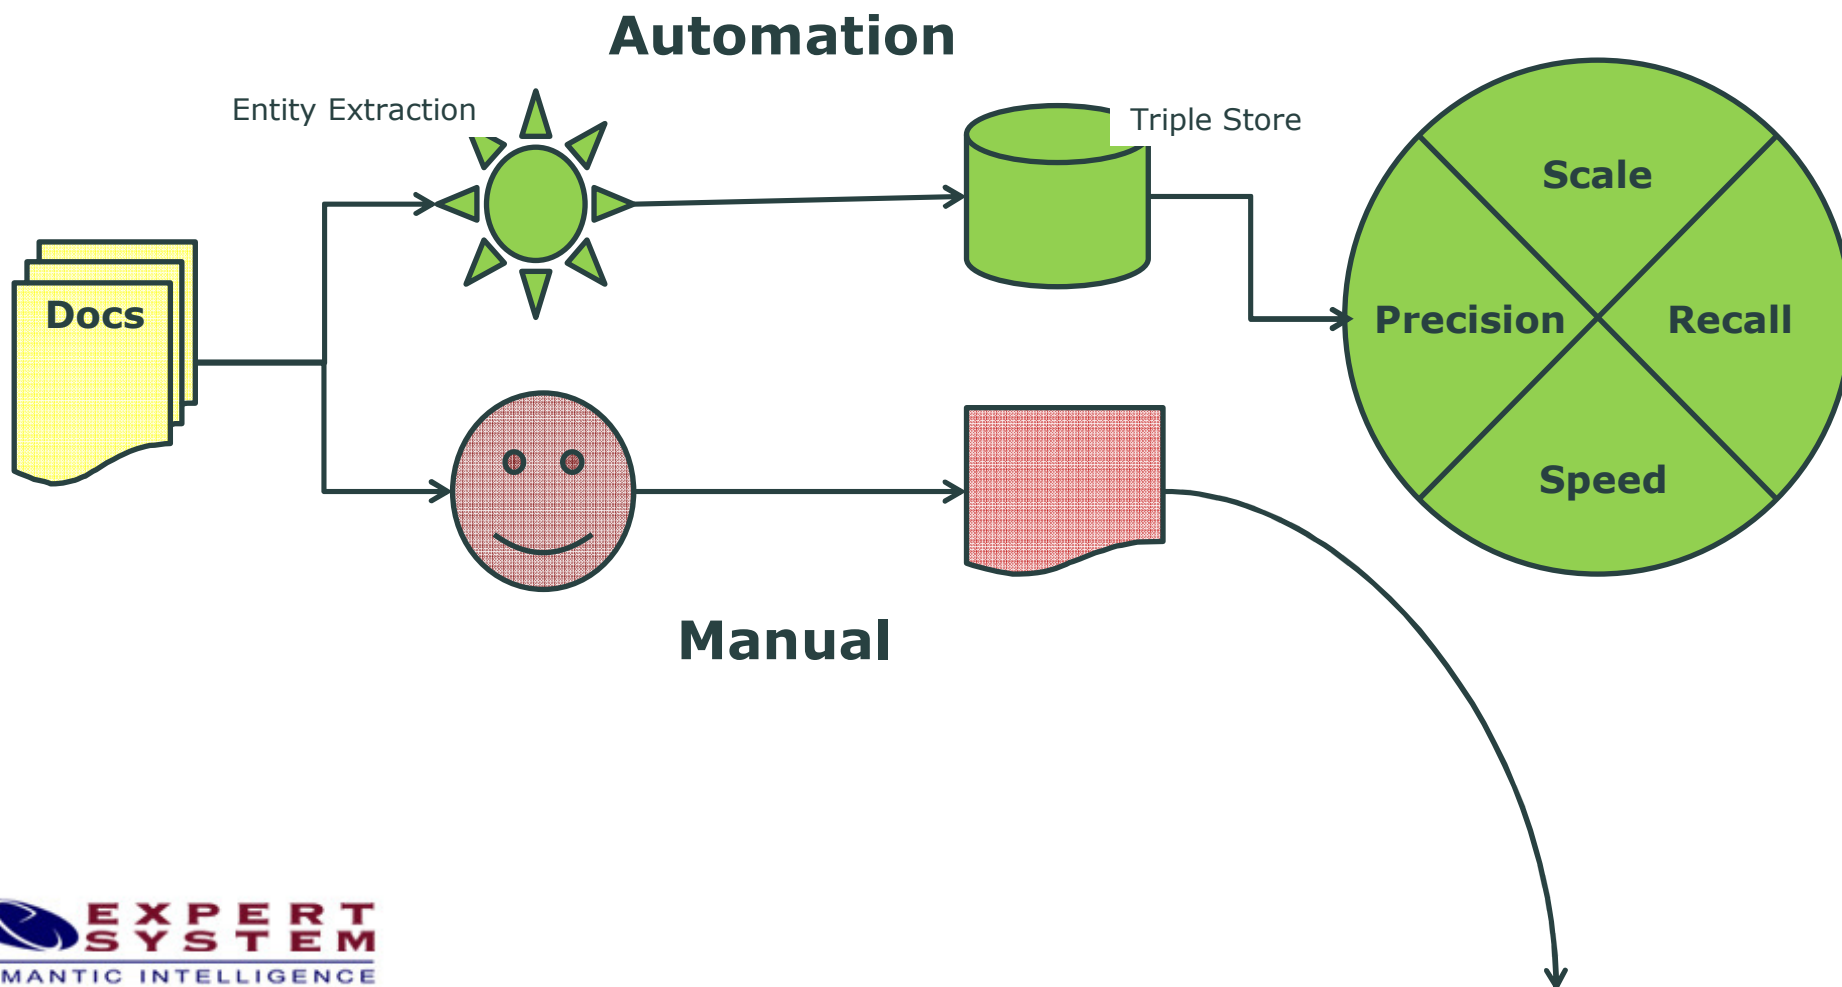 Automation
Entity Extraction
Triple Store
Scale
Docs
Precision
Recall
Speed
Manual
EXPERT
SYSTEM
MANTIC INTELLIGENCE